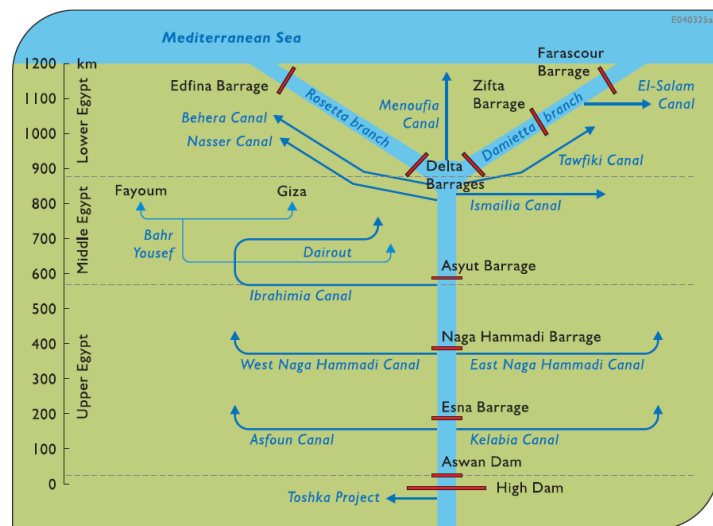 E040325a
Mediterranean Sea
1200 km
1100
1000
900
800
700
600
400
300
200
100
0
Lower Egypt
Middle Egypt
Upper Egypt
Edfina Barrage
Rosetta branch
Behera Canal
Nasser Canal
Menoufia
Canal
Farascour
Barrage
Zifta
Barrage
Damietta branch
El-Salam
Canal
Tawfiki Canal
Delta
Barrages
Ismailia Canal
Fayoum
Giza
Bahr
Yousef
Dairout
Asyut Barrage
Ibrahimia Canal
Naga Hammadi Barrage
West Naga Hammadi Canal
East Naga Hammadi Canal
Esna Barrage
Asfoun Canal
Kelabia Canal
Aswan Dam
High Dam
Toshka Project